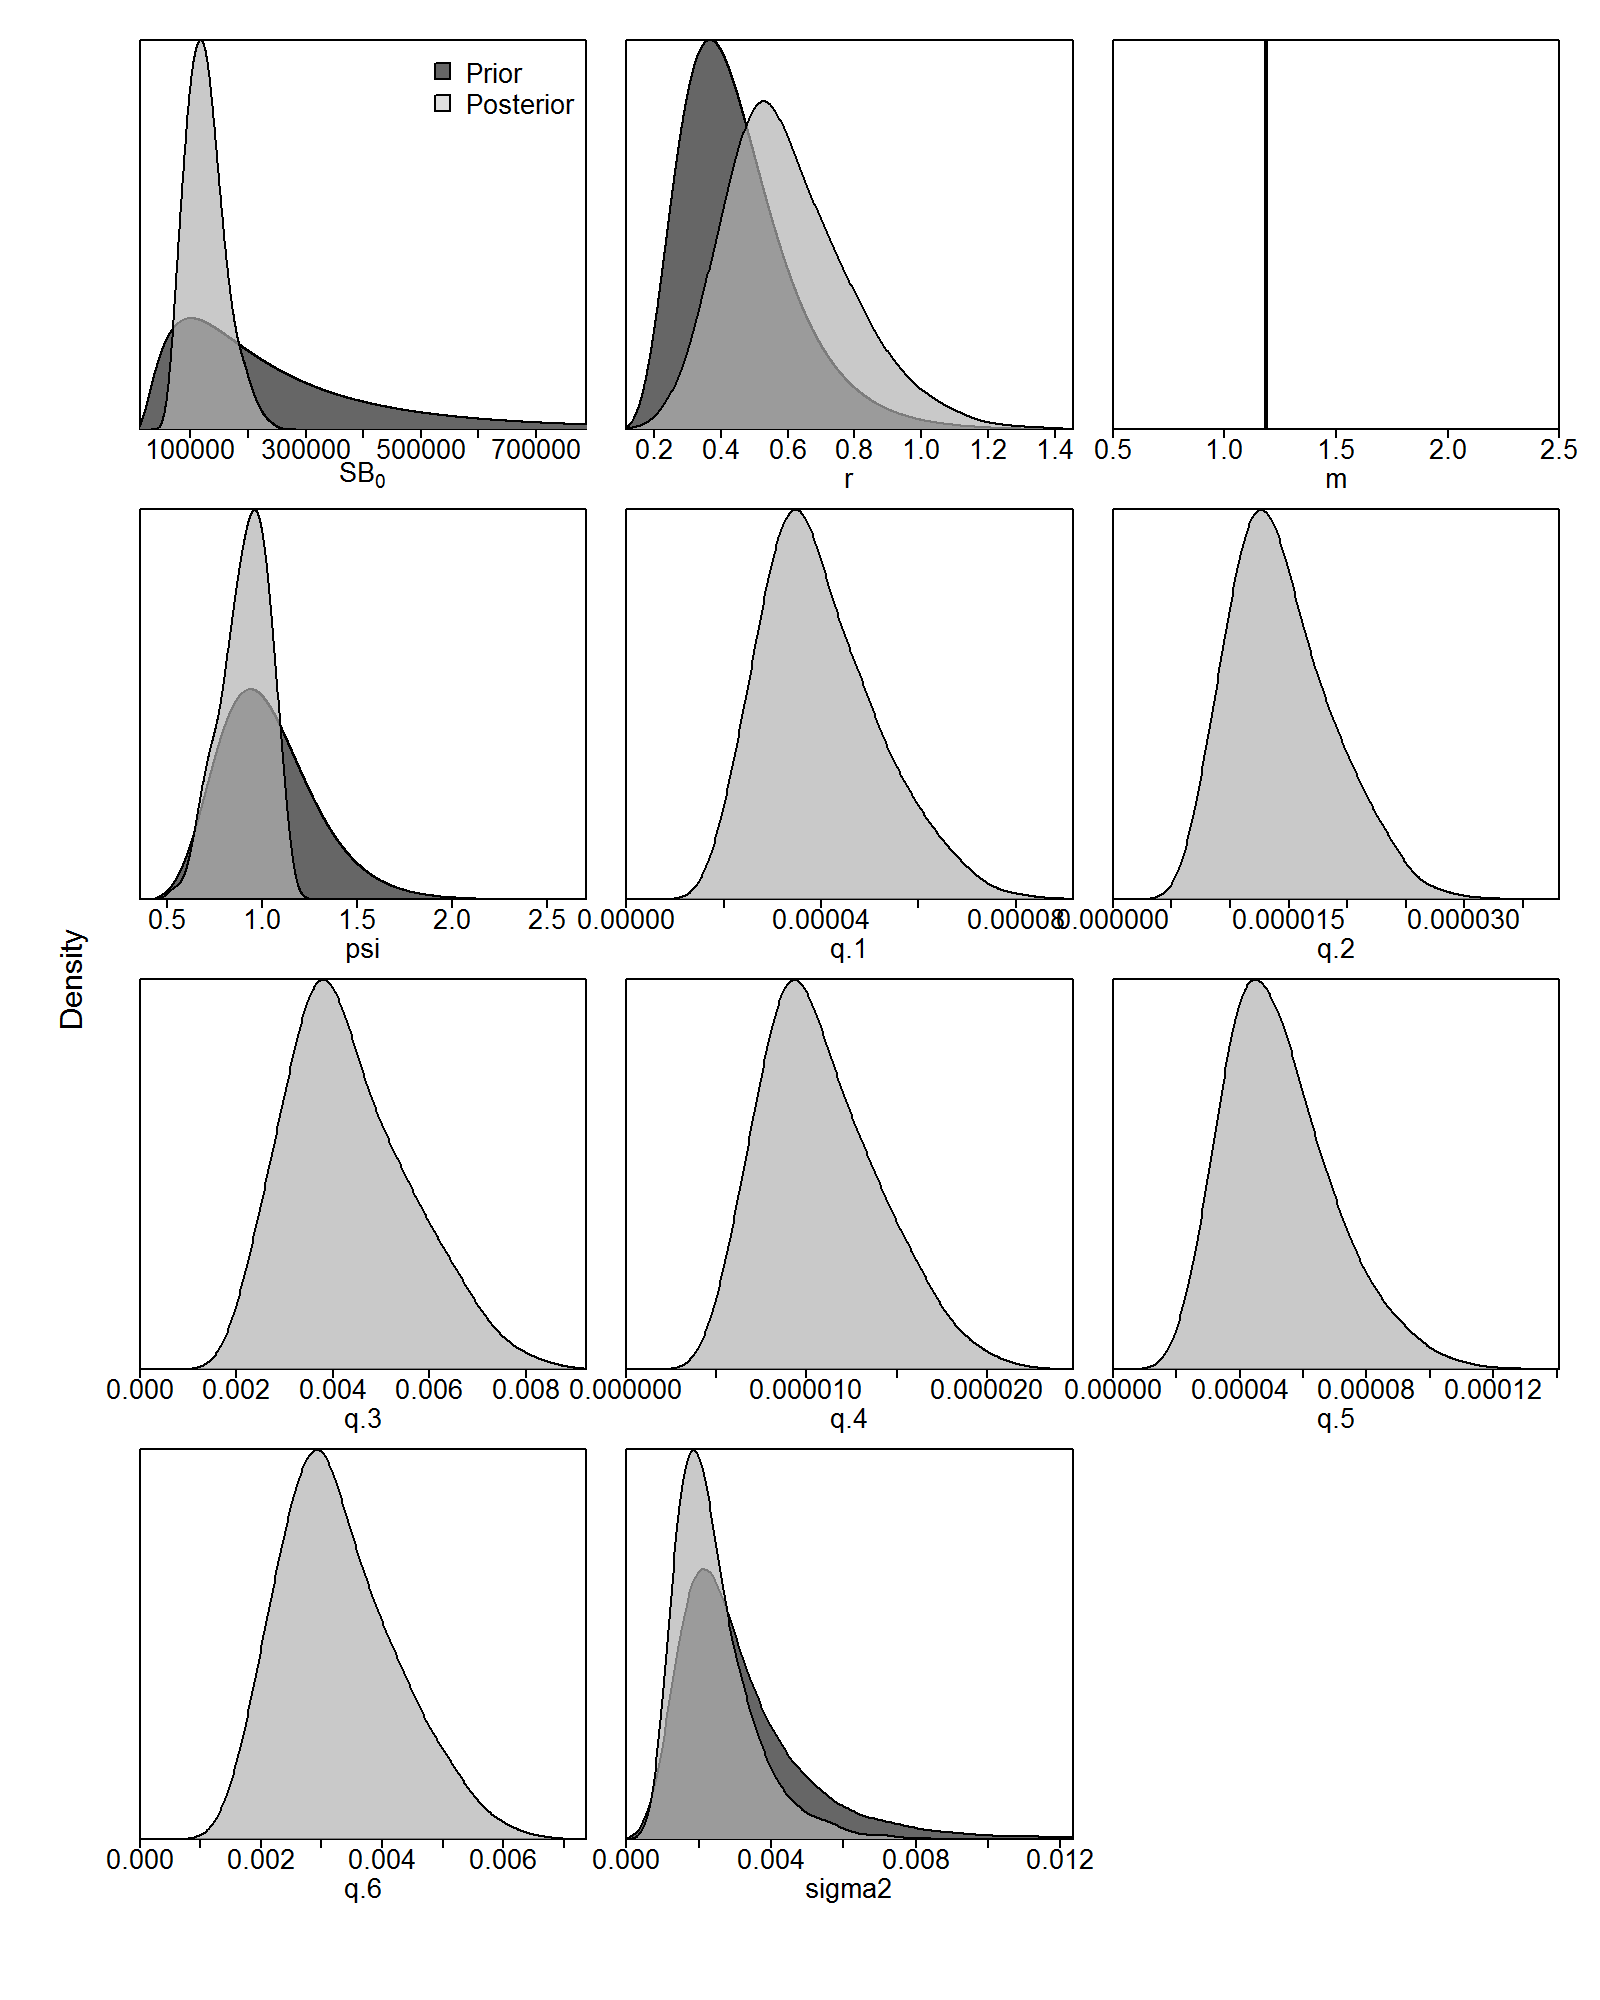 Prior
Posterior
100000 300000 500000 700000
SB0
0.2 0.4 0.6 0.8 1.0 1.2 1.4
r
0.5 1.0 1.5 2.0 2.5
m
0.5 1.0 1.5 2.0 2.5
psi
0.00000 0.00004 0.00008
q.1
0.000000 0.000015 0.000030
q.2
Density
0.000 0.002 0.004 0.006 0.008
q.3
0.000000 0.000010 0.000020
q.4
0.00000 0.00004 0.00008 0.00012
q.5
0.000 0.002 0.004 0.006
q.6
0.000 0.004 0.008 0.012
sigma2